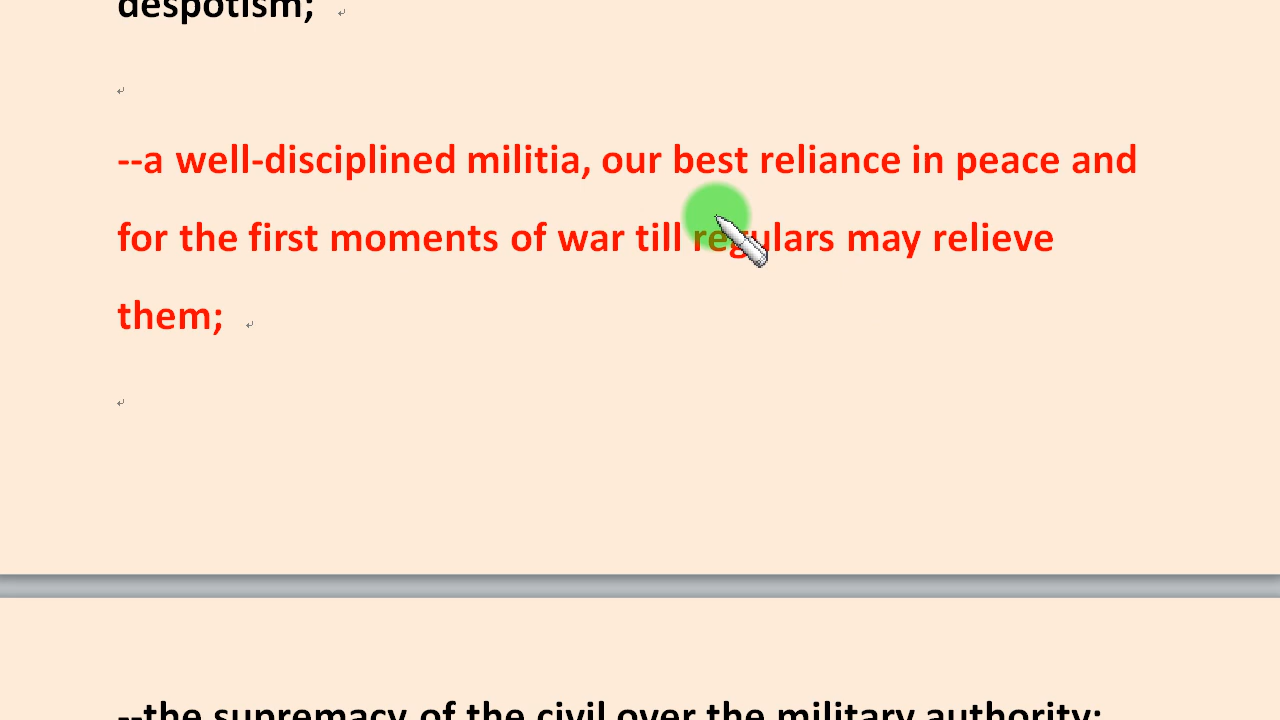 despotism;
--a well-disciplined militia, our best reliance in peace and
for the first moments of war till regulars may relieve
them;
--the supremacy of the civil over the military authority;